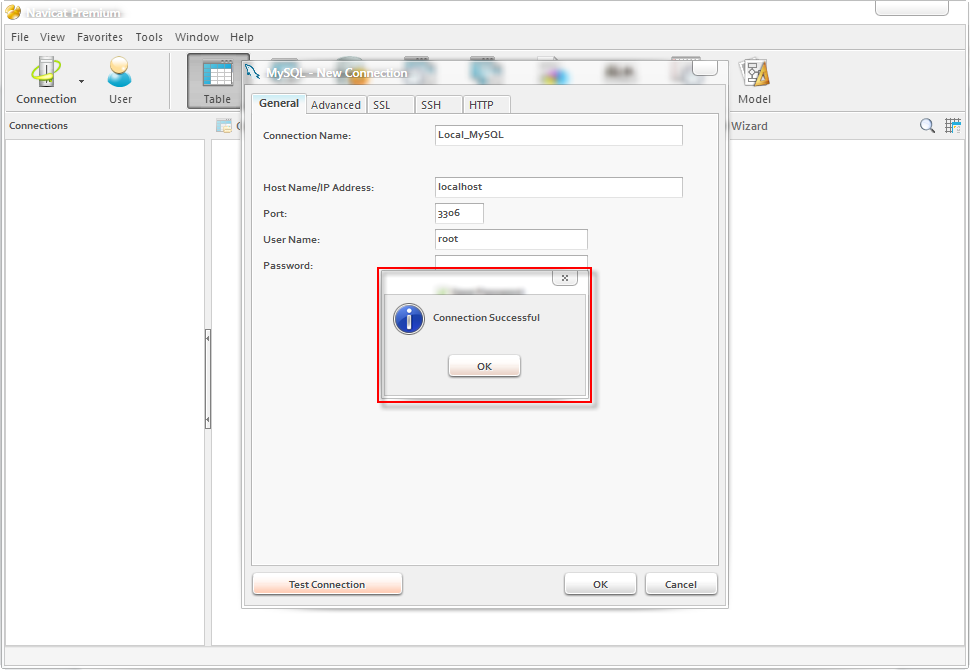 Navicat Premium
File View Favorites Tools Window Help
Connection
User
Table
Model
MySQL - New Connection
Connections
Wizard
General Advanced SSL SSH HTTP
Connection Name: Local_MySQL
Host Name/IP Address: localhost
Port: 3306
User Name: root
Password:
Connection Successful
OK
Test Connection OK Cancel